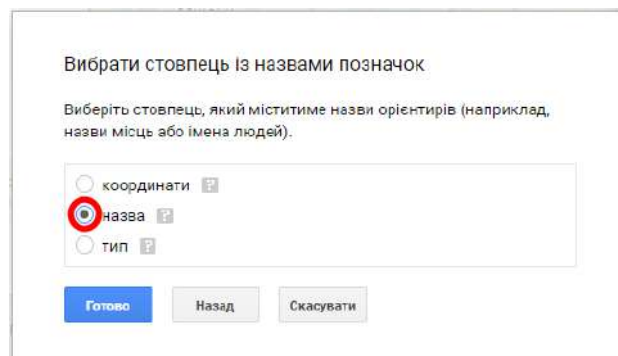 Вибрати стовпець із назвами позначок
Виберіть стовпець, який міститиме назви орієнтирів (наприклад,
назви місць або імена людей).
координати ?
назва ?
тип ?
Готово Назад Скасувати